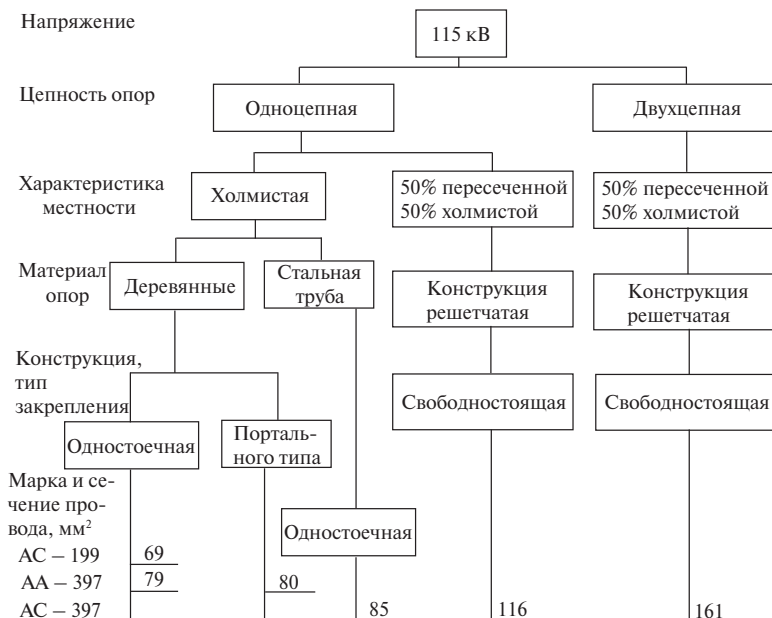 Напряжение
115 кВ
Цепность опор
Одноцепная
Двухцепная
Характеристика
местности
Холмистая
50% пересеченной
50% холмистой
50% пересеченной
50% холмистой
Материал
опор
Деревянные
Стальная
труба
Конструкция
решетчатая
Конструкция
решетчатая
Конструкция,
тип
закрепления
Одностоечная
Порталь-
ного типа
Свободностоящая
Свободностоящая
Марка и се-
чение про-
вода, мм²
Одностоечная
АС – 199
69
АА – 397
79
80
АС – 397
85
116
161